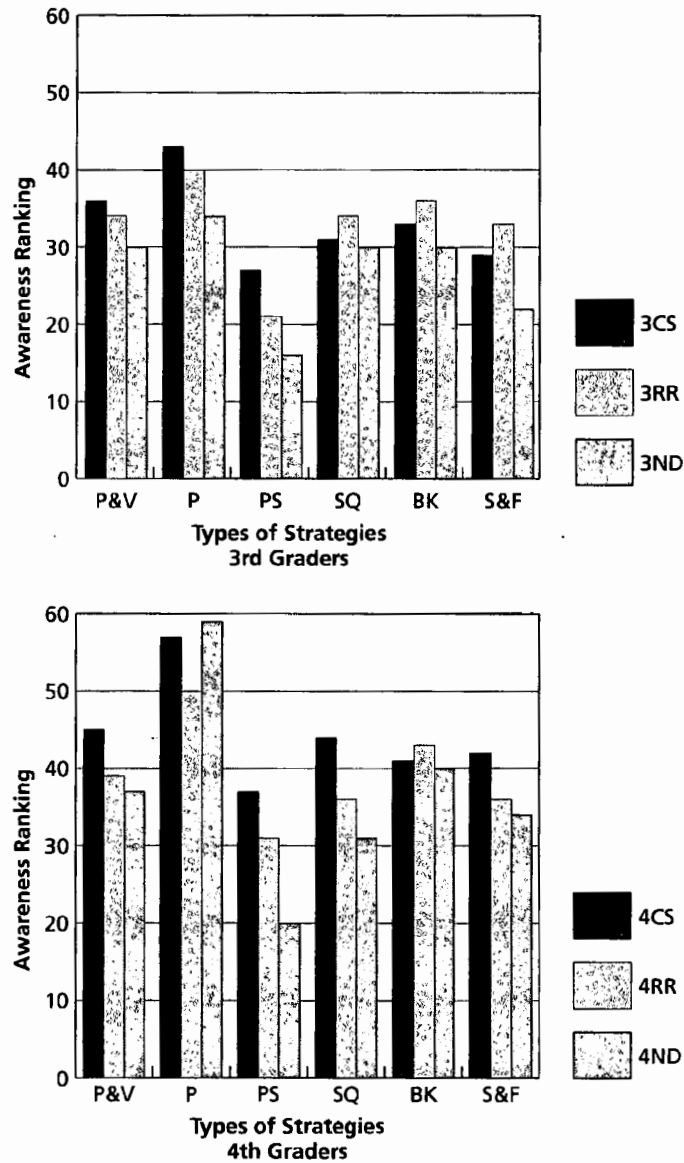 60
50
40
30
20
10
0
Awareness Ranking
P&V P PS SQ BK S&F
Types of Strategies
3rd Graders
3CS
3RR
3ND
60
50
40
30
20
10
0
Awareness Ranking
P&V P PS SQ BK S&F
Types of Strategies
4th Graders
4CS
4RR
4ND